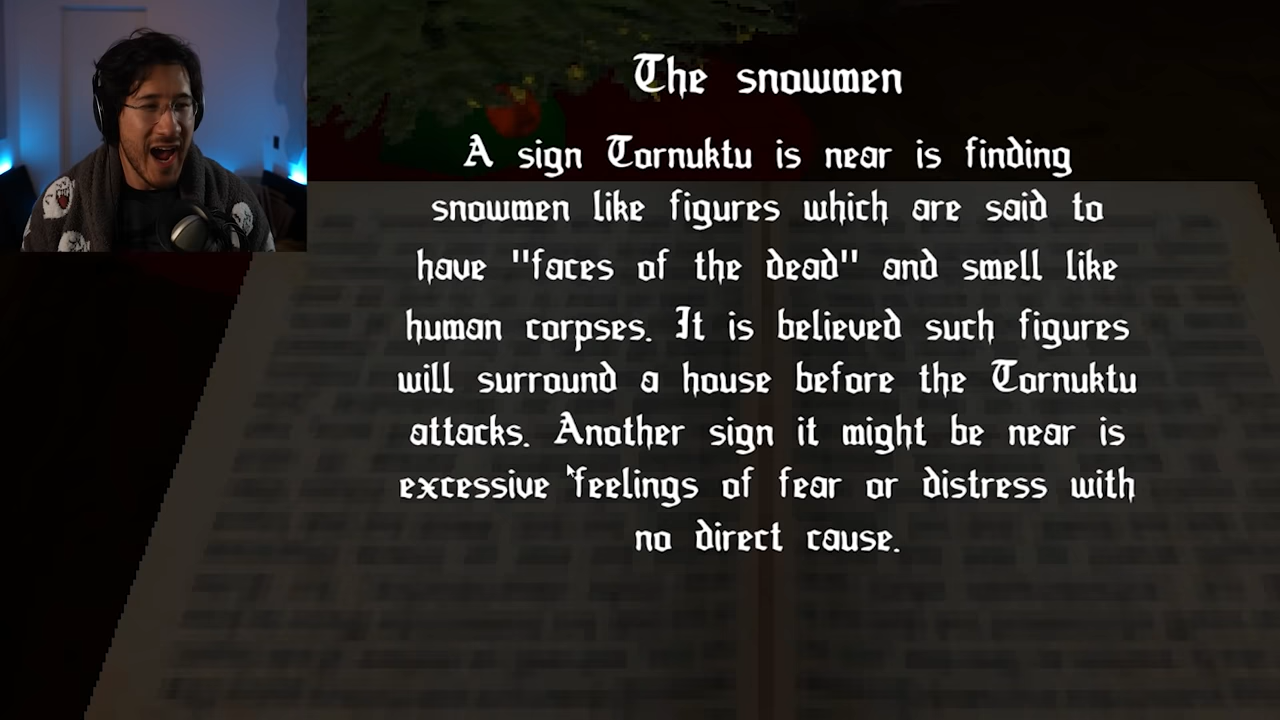 The snowmen
A sign Tornuktu is near is finding
snowmen like figures which are said to
have "faces of the dead" and smell like
human corpses. It is believed such figures
will surround a house before the Tornuktu
attacks. Another sign it might be near is
excessive feelings of fear or distress with
no direct cause.